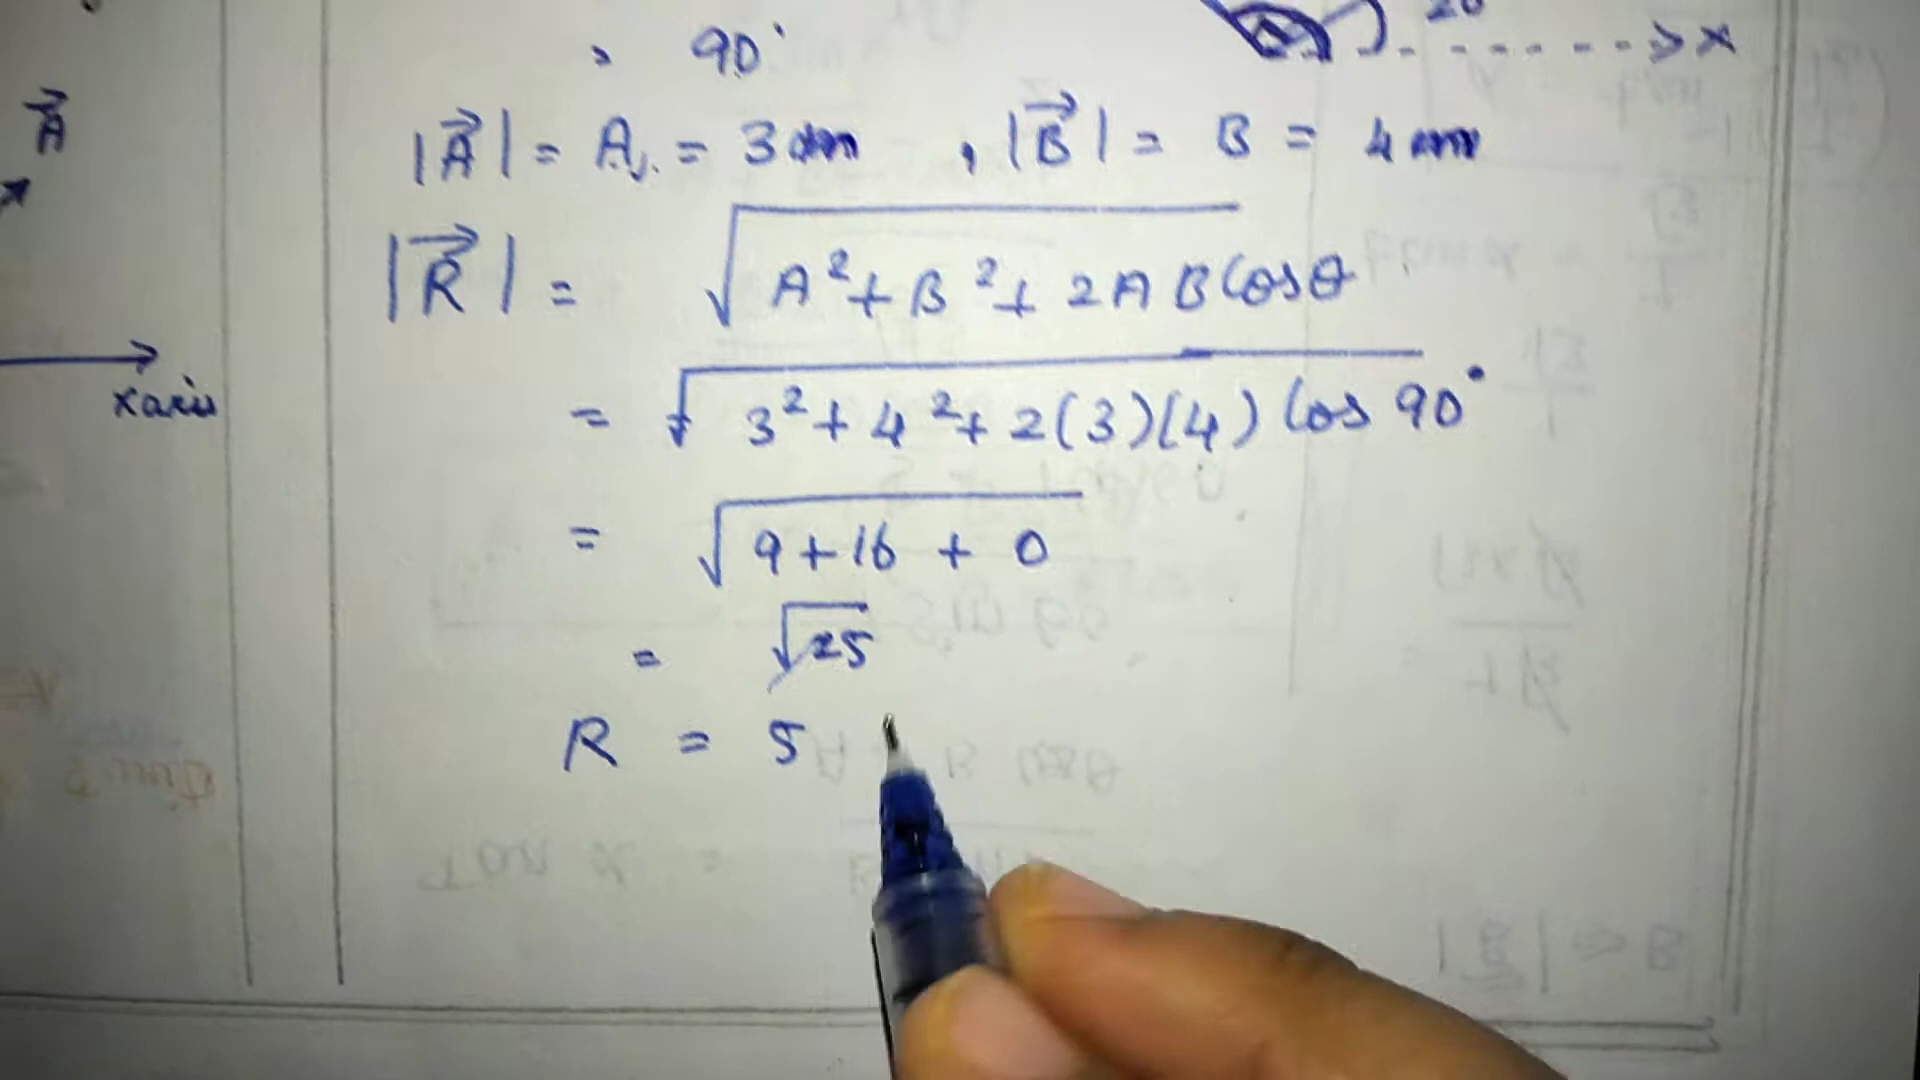 20
= 90°
→ x
A⃗
|A⃗| = A = 3 cm , |B⃗| = B = 4 cm
|R⃗| = √A² + B² + 2AB Cosθ
x axis
= √3² + 4² + 2(3)(4) Cos 90°
= √9 + 16 + 0
= √25
R = 5